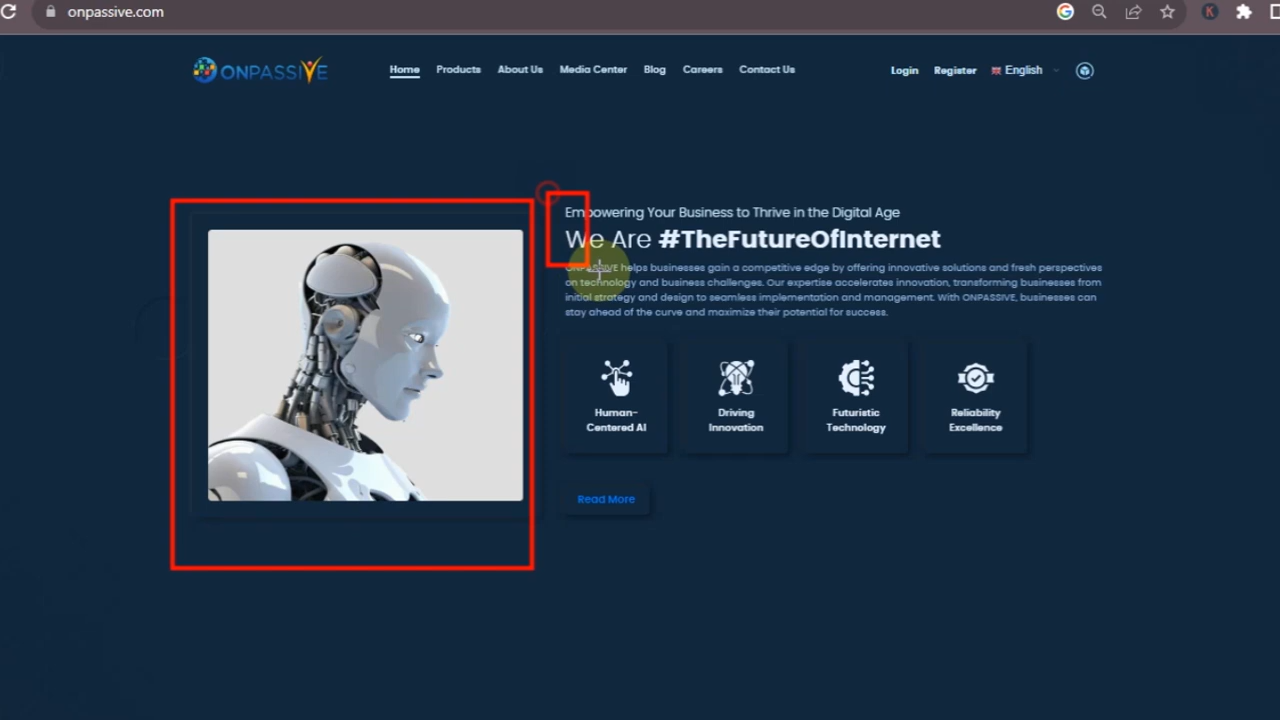 onpassive.com
ONPASSIVE
Home Products About Us Media Center Blog Careers Contact Us Login Register English
Empowering Your Business to Thrive in the Digital Age
We Are #TheFutureOfInternet
ONPASSIVE helps businesses gain a competitive edge by offering innovative solutions and fresh perspectives
on technology and business challenges. Our expertise accelerates innovation, transforming businesses from
initial strategy and design to seamless implementation and management. With ONPASSIVE, businesses can
stay ahead of the curve and maximize their potential for success.
Human-
Centered AI
Driving
Innovation
Futuristic
Technology
Reliability
Excellence
Read More
K